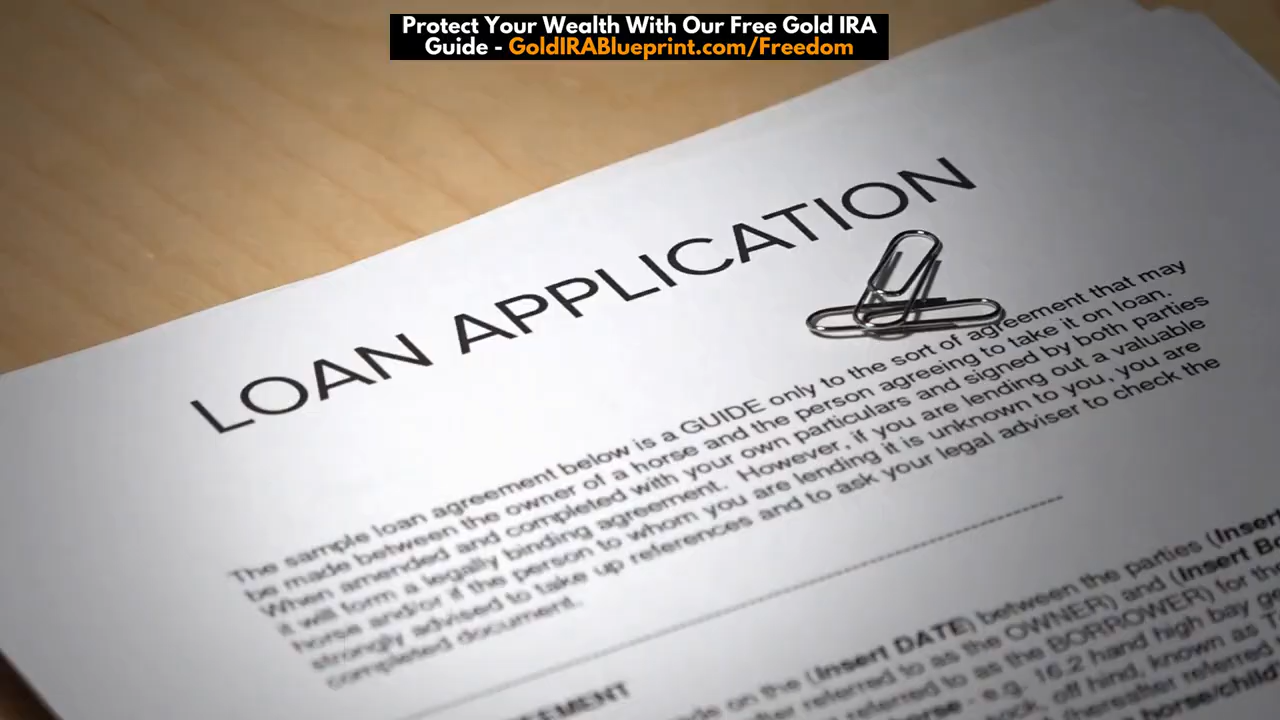 Protect Your Wealth With Our Free Gold IRA
Guide - GoldIRABlueprint.com/Freedom
LOAN APPLICATION
The sample loan agreement below is a GUIDE only to the sort of agreement that may
be made between the owner of a horse and the person agreeing to take it on loan.
When amended and completed with your own particulars and signed by both parties
it will form a legally binding agreement. However, if you are lending out a valuable
horse and/or if the person to whom you are lending it is unknown to you, you are
strongly advised to take up references and to ask your legal adviser to check the
completed document.
on the (Insert DATE) between the parties (Insert
referred to as the OWNER) and (Insert
referred to as the BORROWER) for the
- e.g. 16.2 hand high bay
off hind, known as
referred
horse/child